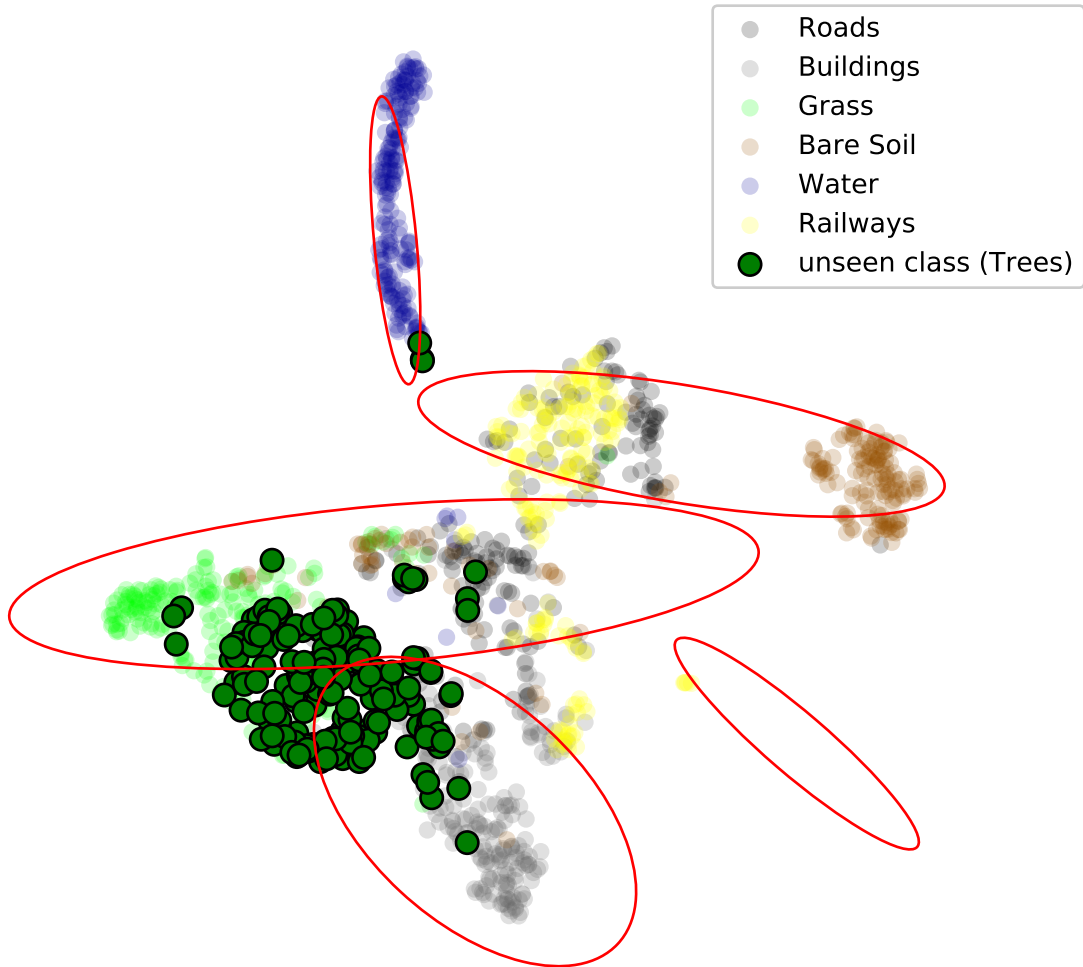 Roads
Buildings
Grass
Bare Soil
Water
Railways
unseen class (Trees)